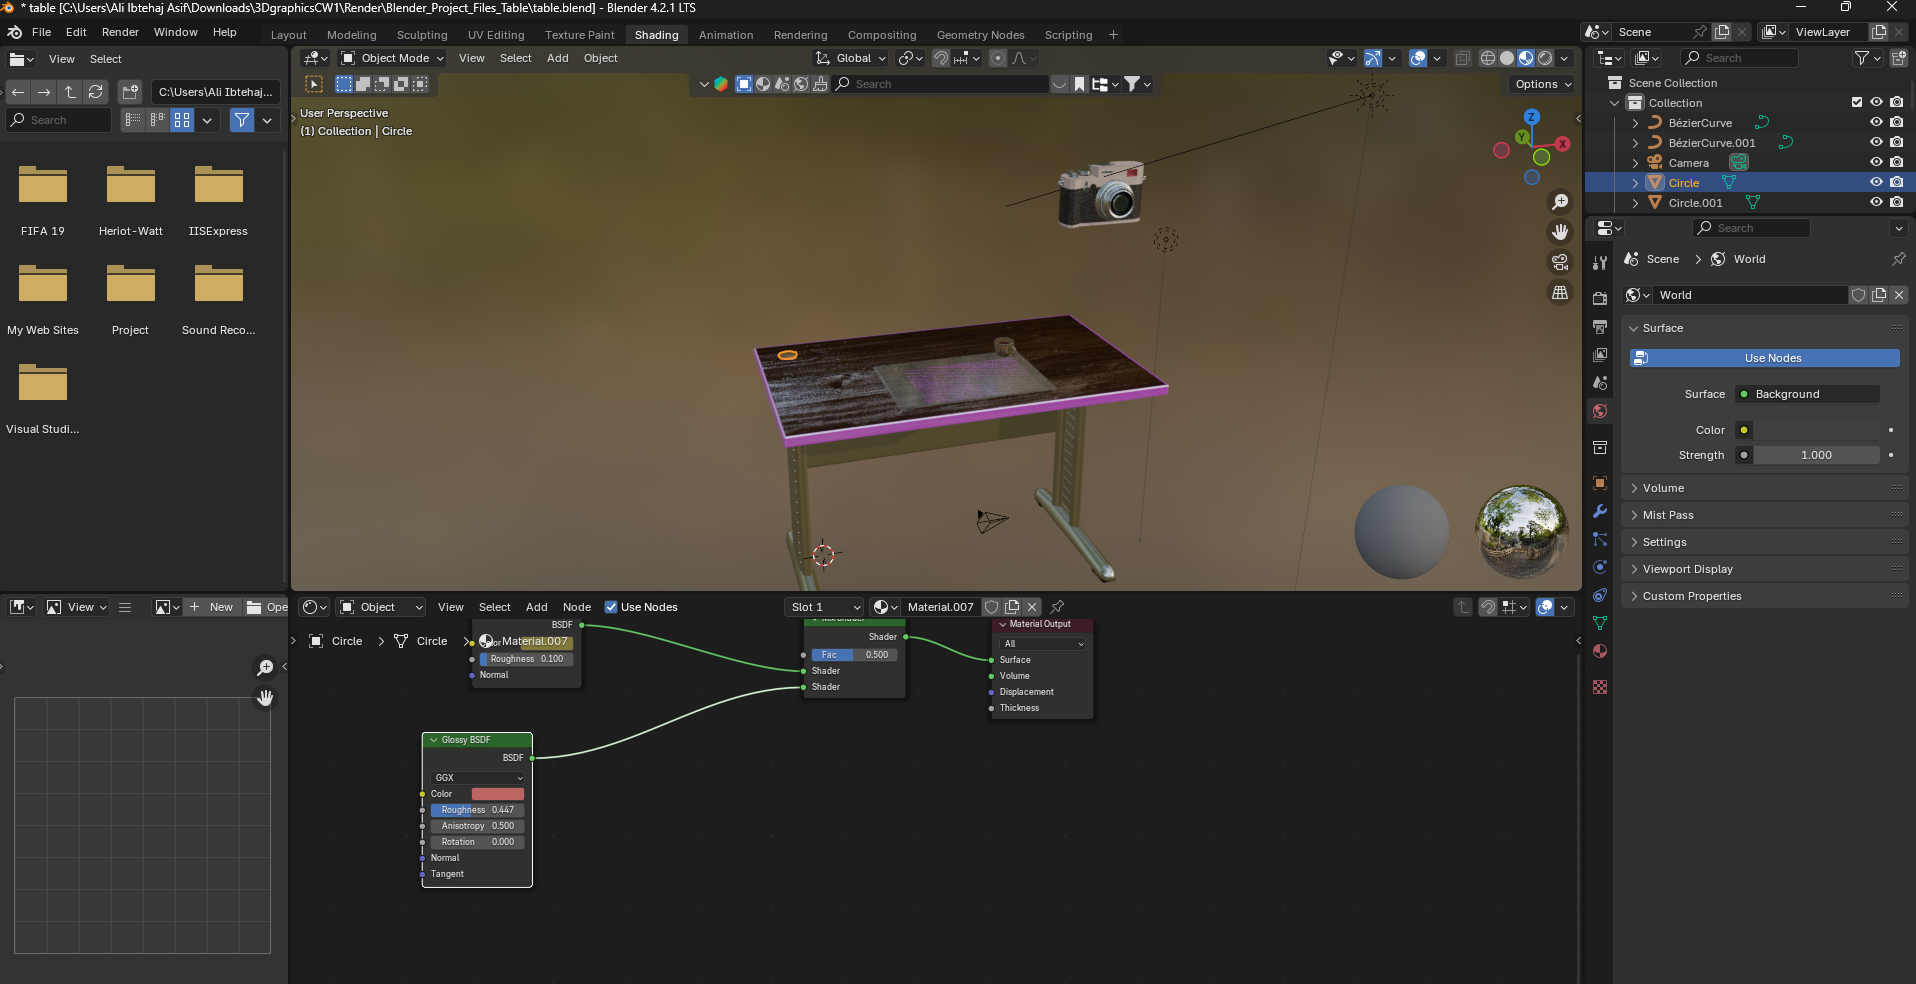 * table [C:\Users\Ali Ibtehaj Asif\Downloads\3DgraphicsCW1\Render\Blender_Project_Files_Table\table.blend] - Blender 4.2.1 LTS
File Edit Render Window Help
Layout Modeling Sculpting UV Editing Texture Paint Shading Animation Rendering Compositing Geometry Nodes Scripting +
Scene
ViewLayer
View Select
Object Mode View Select Add Object
Global
Search
C:\Users\Ali Ibtehaj...
Search
Search
Options
User Perspective
(1) Collection | Circle
Z
Y
X
FIFA 19
Heriot-Watt
IISExpress
My Web Sites
Project
Sound Reco...
Visual Studi...
Scene Collection
Collection
BézierCurve
BézierCurve.001
Camera
Circle
Circle.001
Search
Scene > World
World
Surface
Use Nodes
Surface Background
Color
Strength 1.000
Volume
Mist Pass
Settings
Viewport Display
Custom Properties
View
New
Ope
Object View Select Add Node Use Nodes
Slot 1
Material.007
Circle > Circle > Material.007
BSDF
Roughness 0.100
Normal
Shader
Fac 0.500
Shader
Shader
Material Output
All
Surface
Volume
Displacement
Thickness
Glossy BSDF
BSDF
GGX
Color
Roughness 0.447
Anisotropy 0.500
Rotation 0.000
Normal
Tangent